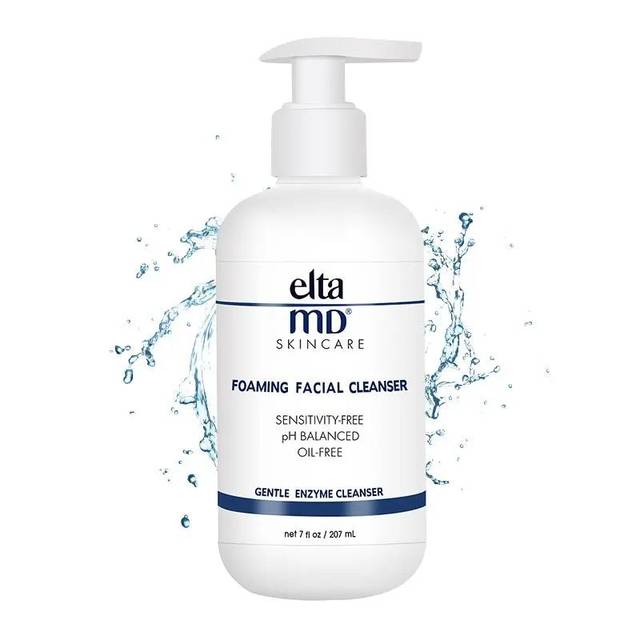 elta
MD®
SKINCARE
FOAMING FACIAL CLEANSER
SENSITIVITY-FREE
pH BALANCED
OIL-FREE
GENTLE ENZYME CLEANSER
net 7 fl oz / 207 mL